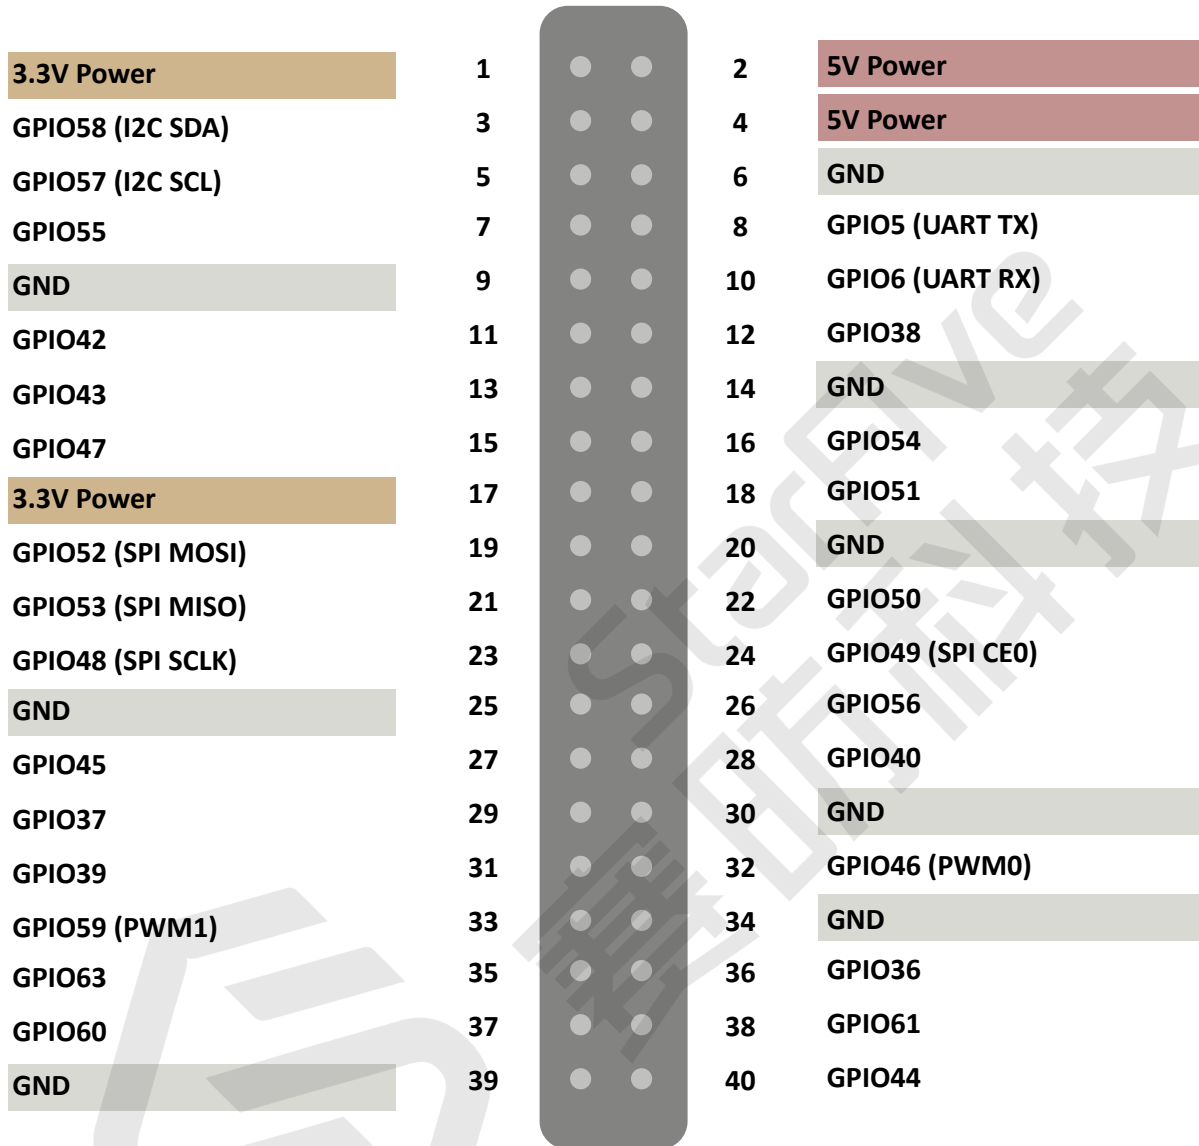 3.3V Power 1 2 5V Power
GPIO58 (I2C SDA) 3 4 5V Power
GPIO57 (I2C SCL) 5 6 GND
GPIO55 7 8 GPIO5 (UART TX)
GND 9 10 GPIO6 (UART RX)
GPIO42 11 12 GPIO38
GPIO43 13 14 GND
GPIO47 15 16 GPIO54
3.3V Power 17 18 GPIO51
GPIO52 (SPI MOSI) 19 20 GND
GPIO53 (SPI MISO) 21 22 GPIO50
GPIO48 (SPI SCLK) 23 24 GPIO49 (SPI CE0)
GND 25 26 GPIO56
GPIO45 27 28 GPIO40
GPIO37 29 30 GND
GPIO39 31 32 GPIO46 (PWM0)
GPIO59 (PWM1) 33 34 GND
GPIO63 35 36 GPIO36
GPIO60 37 38 GPIO61
GND 39 40 GPIO44
StarFive
赛昉科技